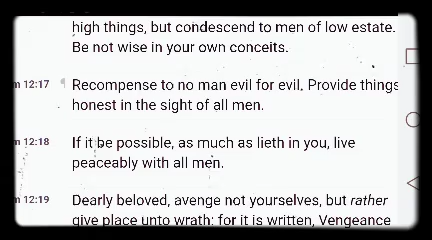 high things, but condescend to men of low estate.
Be not wise in your own conceits.
m 12:17 ¶ Recompense to no man evil for evil. Provide things
honest in the sight of all men.
m 12:18 If it be possible, as much as lieth in you, live
peaceably with all men.
m 12:19 Dearly beloved, avenge not yourselves, but rather
give place unto wrath: for it is written, Vengeance